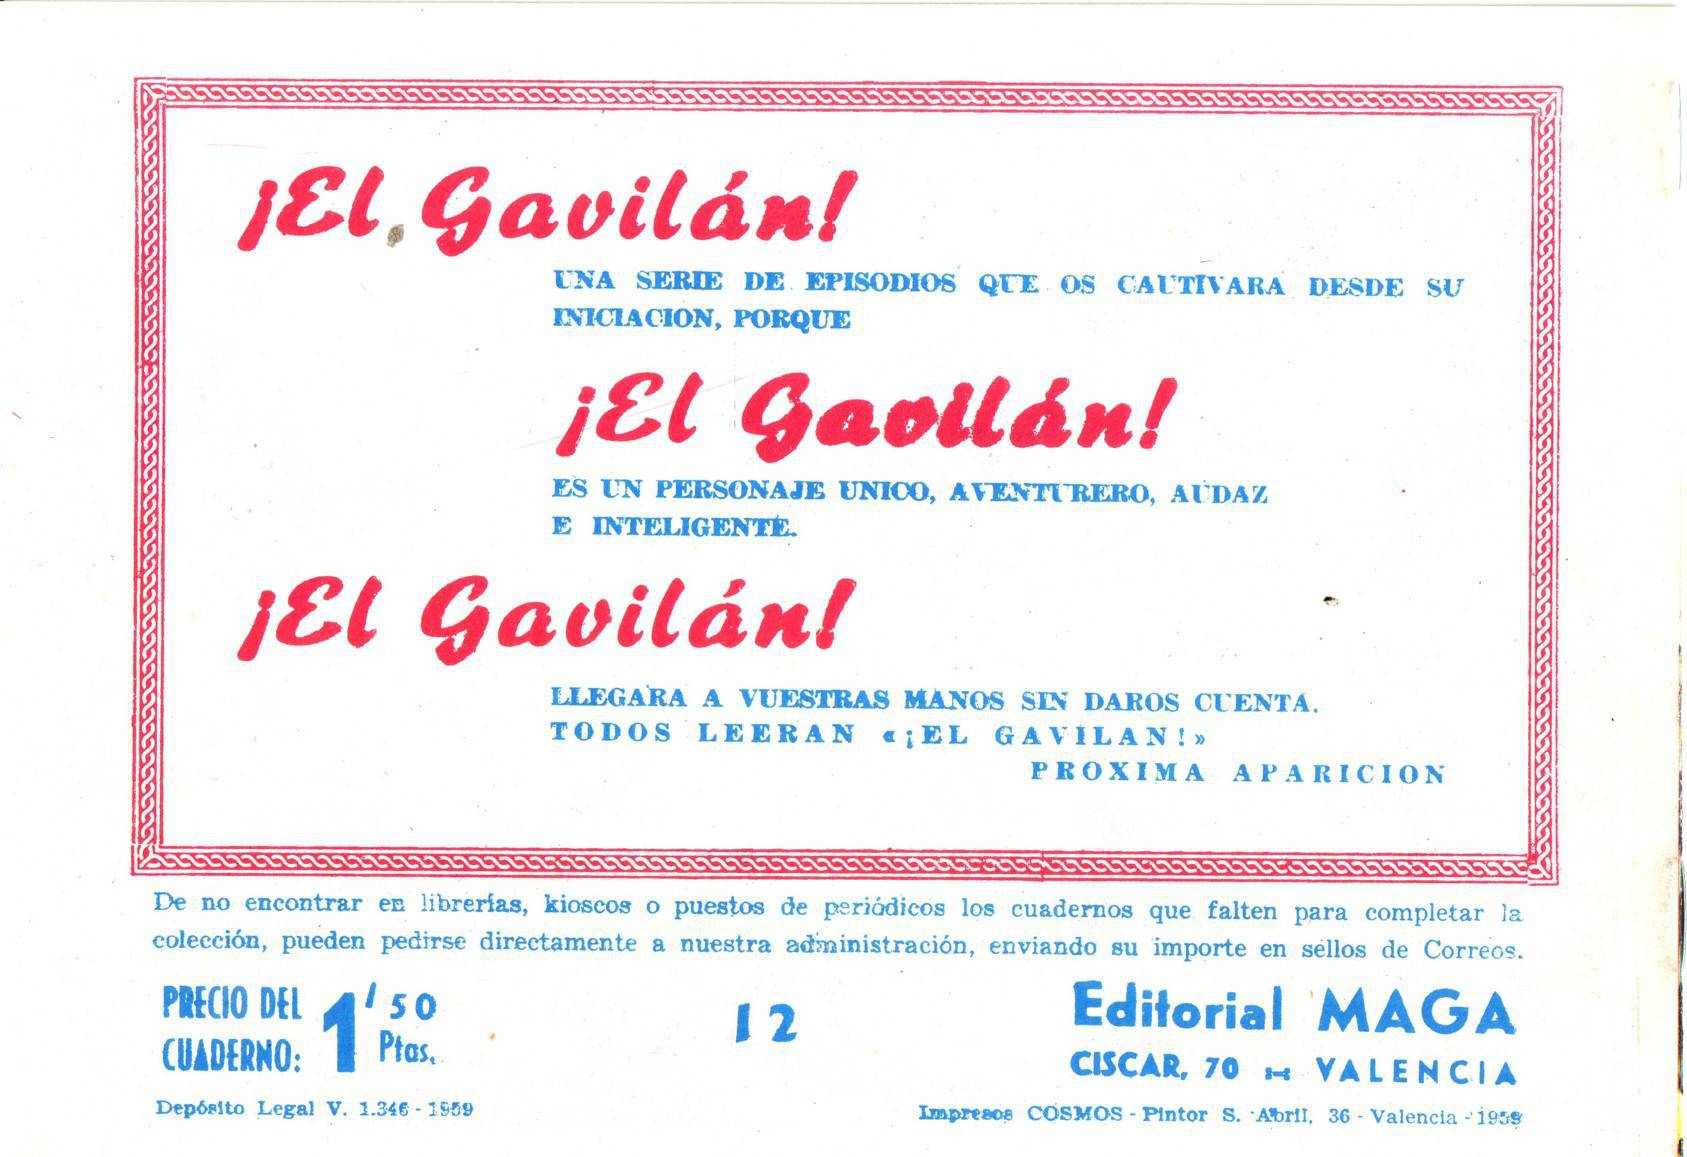 ¡El Gavilán!
UNA SERIE DE EPISODIOS QUE OS CAUTIVARA DESDE SU
INICIACION, PORQUE
¡El Gavilán!
ES UN PERSONAJE UNICO, AVENTURERO, AUDAZ
E INTELIGENTE.
¡El Gavilán!
LLEGARA A VUESTRAS MANOS SIN DAROS CUENTA.
TODOS LEERAN «¡EL GAVILAN!»
PROXIMA APARICION
De no encontrar en librerías, kioscos o puestos de periódicos los cuadernos que falten para completar la
colección, pueden pedirse directamente a nuestra administración, enviando su importe en sellos de Correos.
PRECIO DEL
CUADERNO: 1'50 Ptas.
12
Editorial MAGA
CISCAR, 70 - VALENCIA
Depósito Legal V. 1.346 - 1959
Impresos COSMOS - Pintor S. Abril, 36 - Valencia - 1959